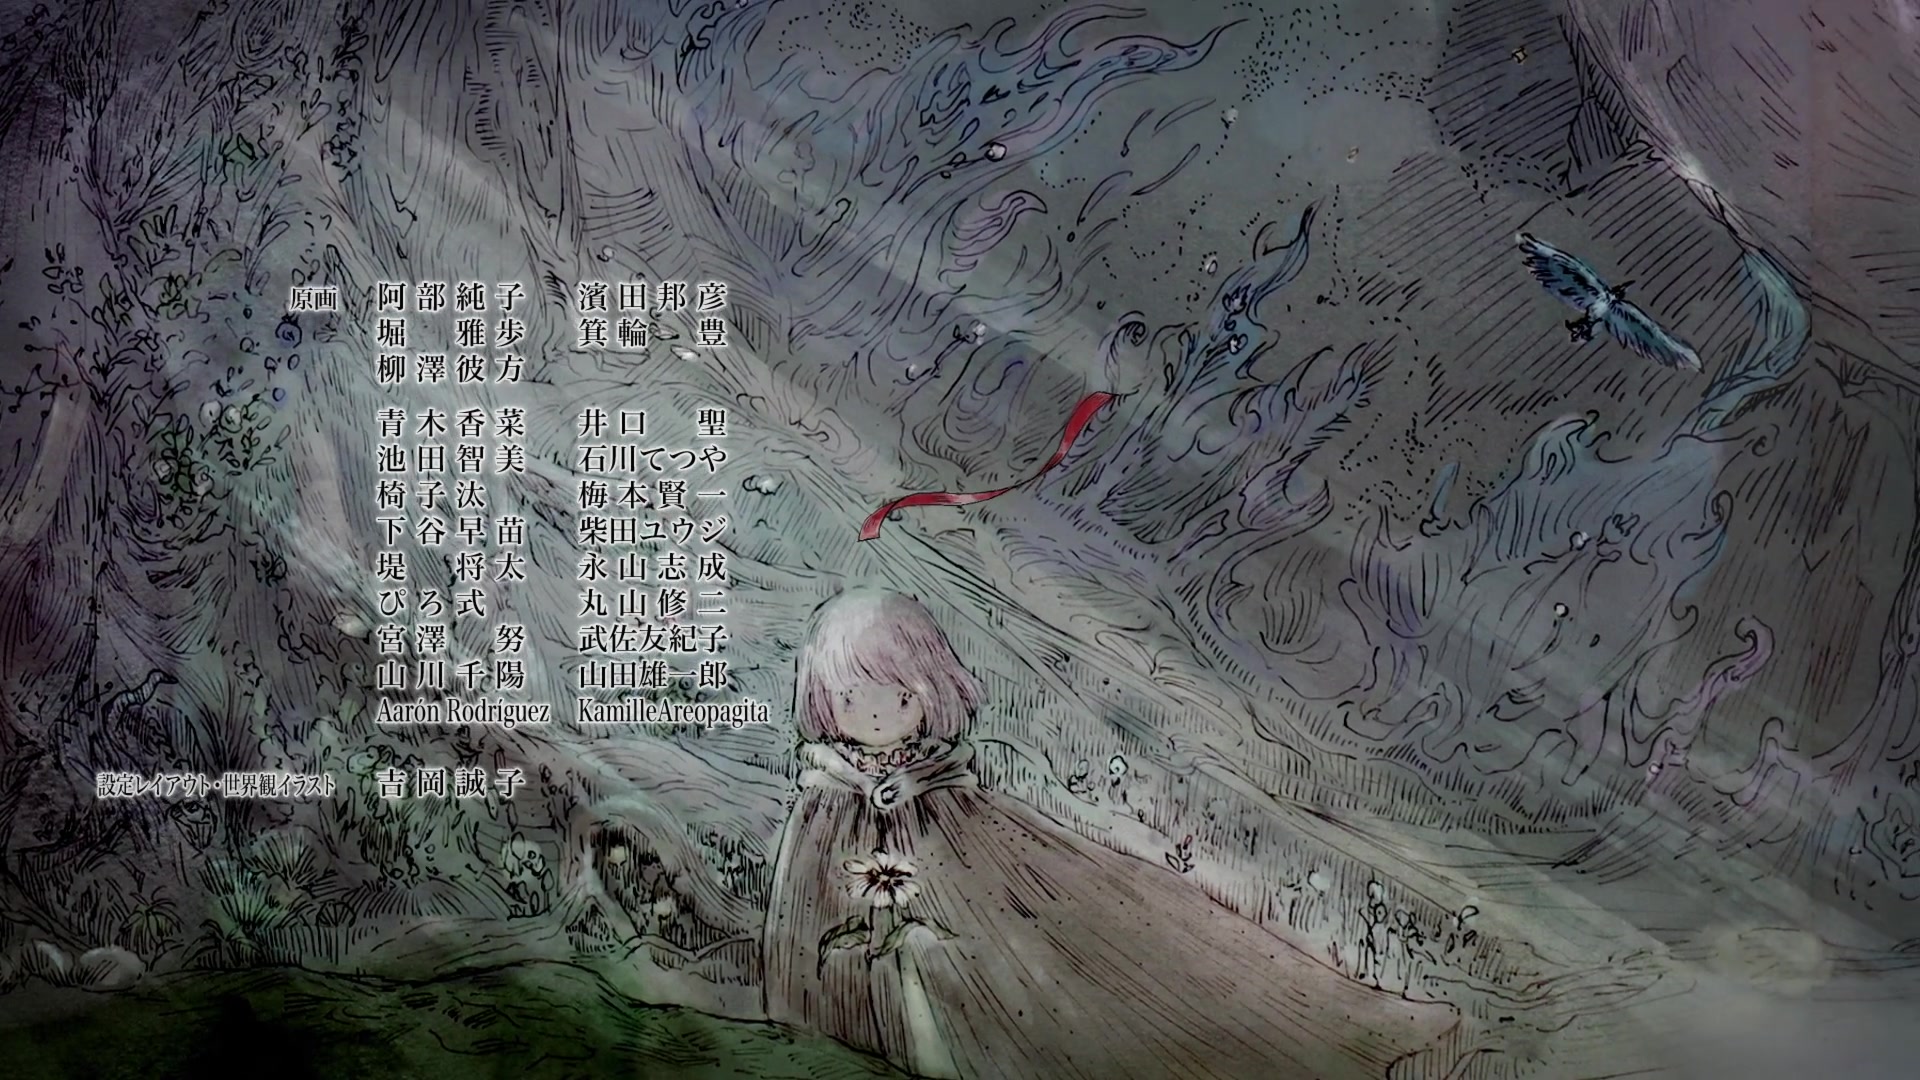 原画 阿部純子 濱田邦彦
堀 雅歩 箕輪 豊
柳澤彼方
青木香菜 井口 聖
池田智美 石川てつや
椅子汰 梅本賢一
下谷早苗 柴田ユウジ
堤 将太 永山志成
ぴろ式 丸山修二
宮澤 努 武佐友紀子
山川千陽 山田雄一郎
Aarón Rodríguez KamilleAreopagita
設定レイアウト・世界観イラスト 吉岡誠子